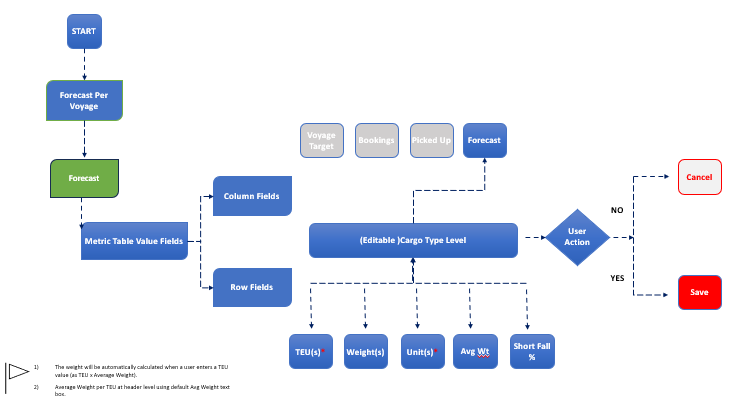 START
Forecast Per
Voyage
Forecast
Metric Table Value Fields
Column Fields
Row Fields
Voyage
Target
Bookings
Picked Up
Forecast
(Editable )Cargo Type Level
User
Action
NO
YES
Cancel
Save
TEU(s)*
Weight(s)
Unit(s)*
Avg Wt
Short Fall
%
1) The weight will be automatically calculated when a user enters a TEU
value (as TEU x Average Weight).
2) Average Weight per TEU at header level using default Avg Weight text
box.